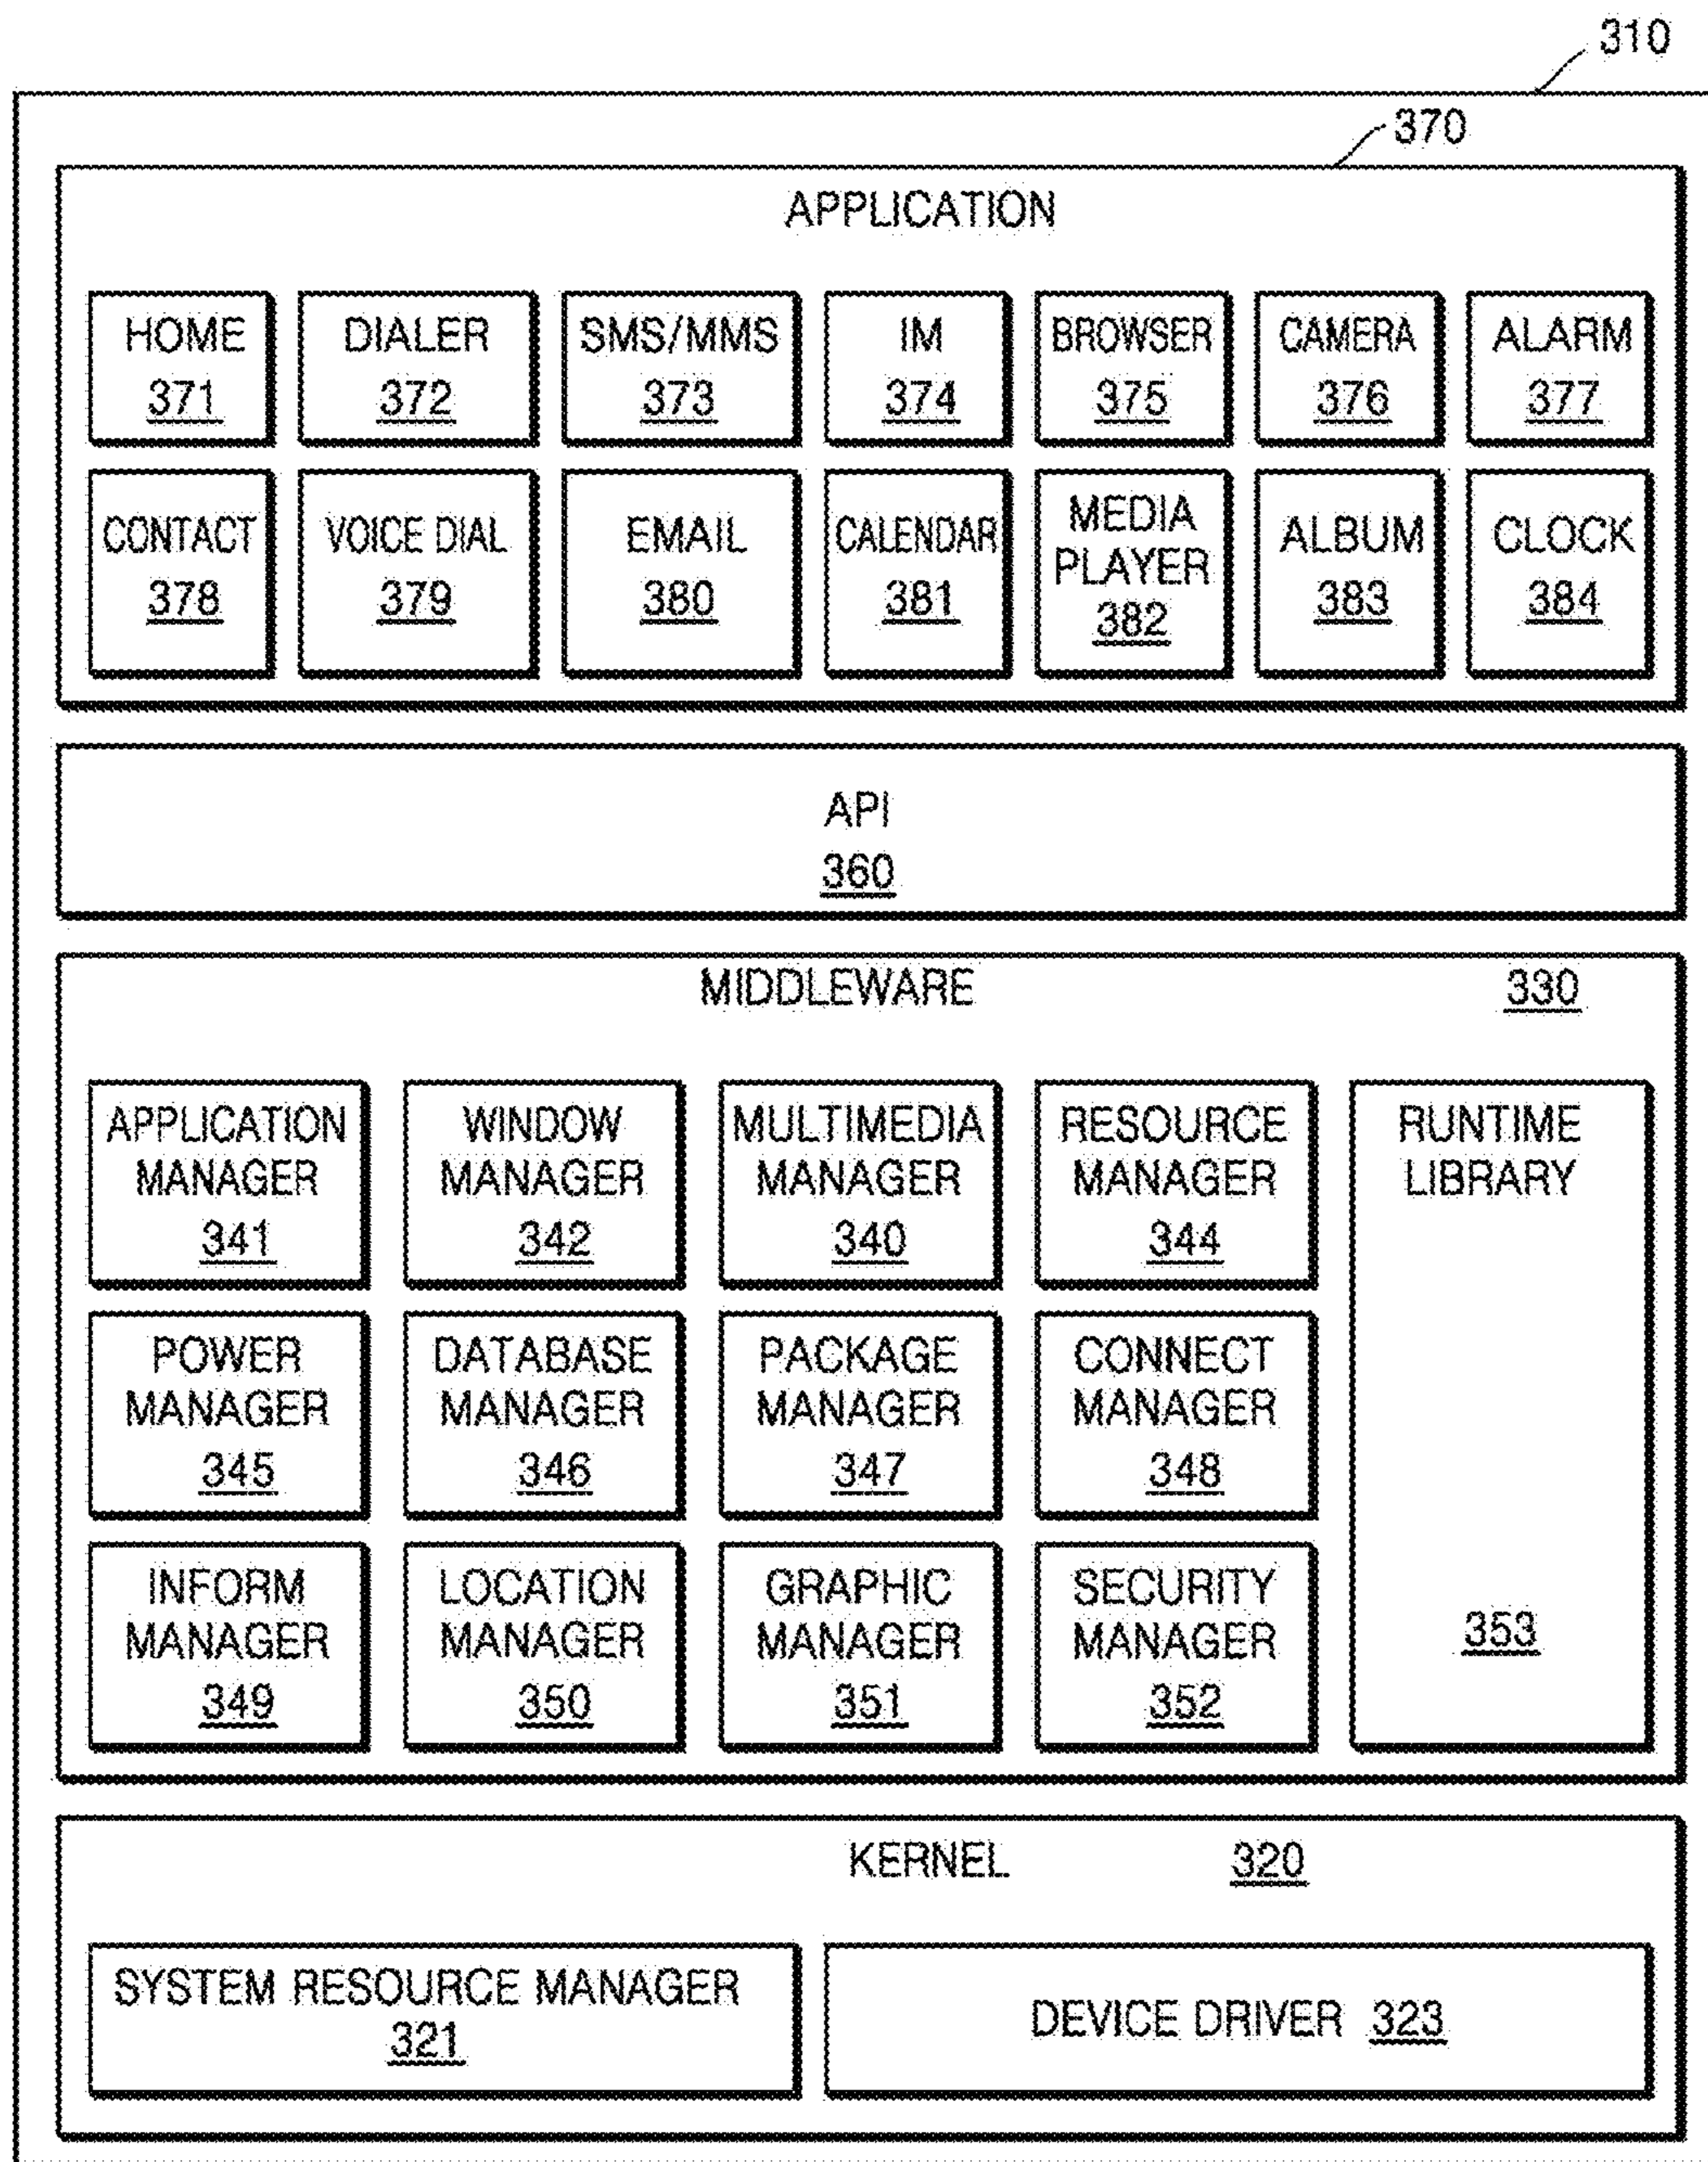 310
370
APPLICATION
HOME
371
DIALER
372
SMS/MMS
373
IM
374
BROWSER
375
CAMERA
376
ALARM
377
CONTACT
378
VOICE DIAL
379
EMAIL
380
CALENDAR
381
MEDIA
PLAYER
382
ALBUM
383
CLOCK
384
API
360
MIDDLEWARE 330
APPLICATION
MANAGER
341
WINDOW
MANAGER
342
MULTIMEDIA
MANAGER
340
RESOURCE
MANAGER
344
RUNTIME
LIBRARY
353
POWER
MANAGER
345
DATABASE
MANAGER
346
PACKAGE
MANAGER
347
CONNECT
MANAGER
348
INFORM
MANAGER
349
LOCATION
MANAGER
350
GRAPHIC
MANAGER
351
SECURITY
MANAGER
352
KERNEL 320
SYSTEM RESOURCE MANAGER
321
DEVICE DRIVER 323